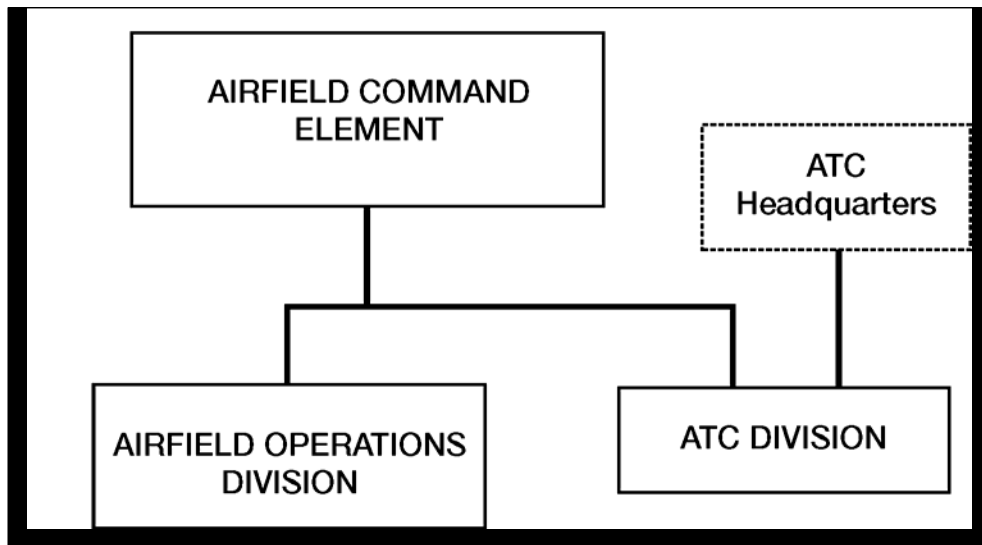 AIRFIELD COMMAND
ELEMENT
ATC
Headquarters
AIRFIELD OPERATIONS
DIVISION
ATC DIVISION